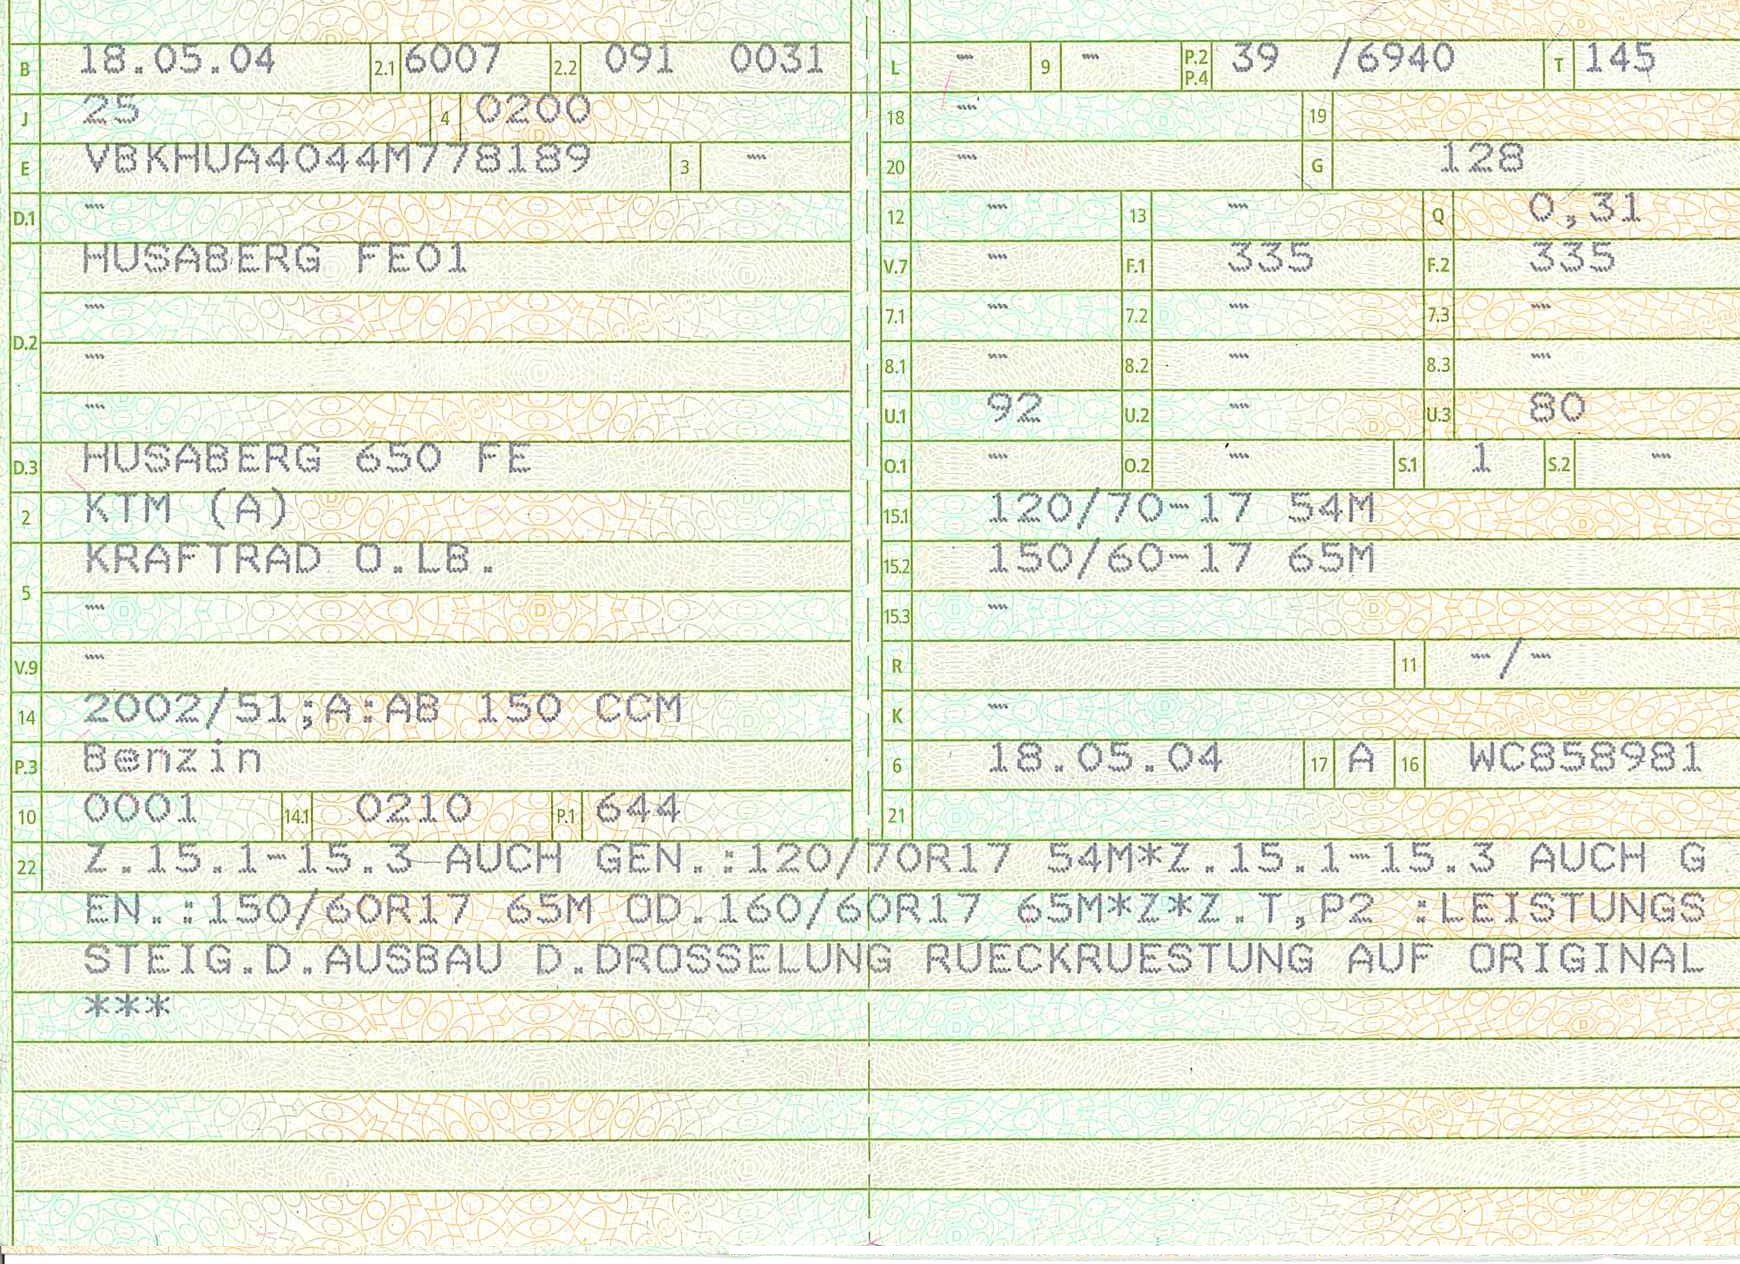 B 18.05.04 2.1 6007 2.2 091 0031
J 25 4 0200
E VBKHUA4044M778189 3 -
D.1 -
HUSABERG FE01
D.2 -
-
-
D.3 HUSABERG 650 FE
2 KTM (A)
5 KRAFTRAD O.LB.
-
V.9 -
14 2002/51;A:AB 150 CCM
P.3 Benzin
10 0001 14.1 0210 P.1 644
L - 9 - P.2 P.4 39 /6940 T 145
18 - 19
20 - G 128
12 - 13 - Q 0,31
V.7 - F.1 335 F.2 335
7.1 - 7.2 - 7.3 -
8.1 - 8.2 - 8.3 -
U.1 92 U.2 - U.3 80
O.1 - O.2 - S.1 1 S.2 -
15.1 120/70-17 54M
15.2 150/60-17 65M
15.3 -
R 11 -/-
K -
6 18.05.04 17 A 16 WC858981
21
22 Z.15.1-15.3 AUCH GEN.:120/70R17 54M*Z.15.1-15.3 AUCH G
EN.:150/60R17 65M OD.160/60R17 65M*Z*Z.T,P2 :LEISTUNGS
STEIG.D.AUSBAU D.DROSSELUNG RUECKRUESTUNG AUF ORIGINAL
***